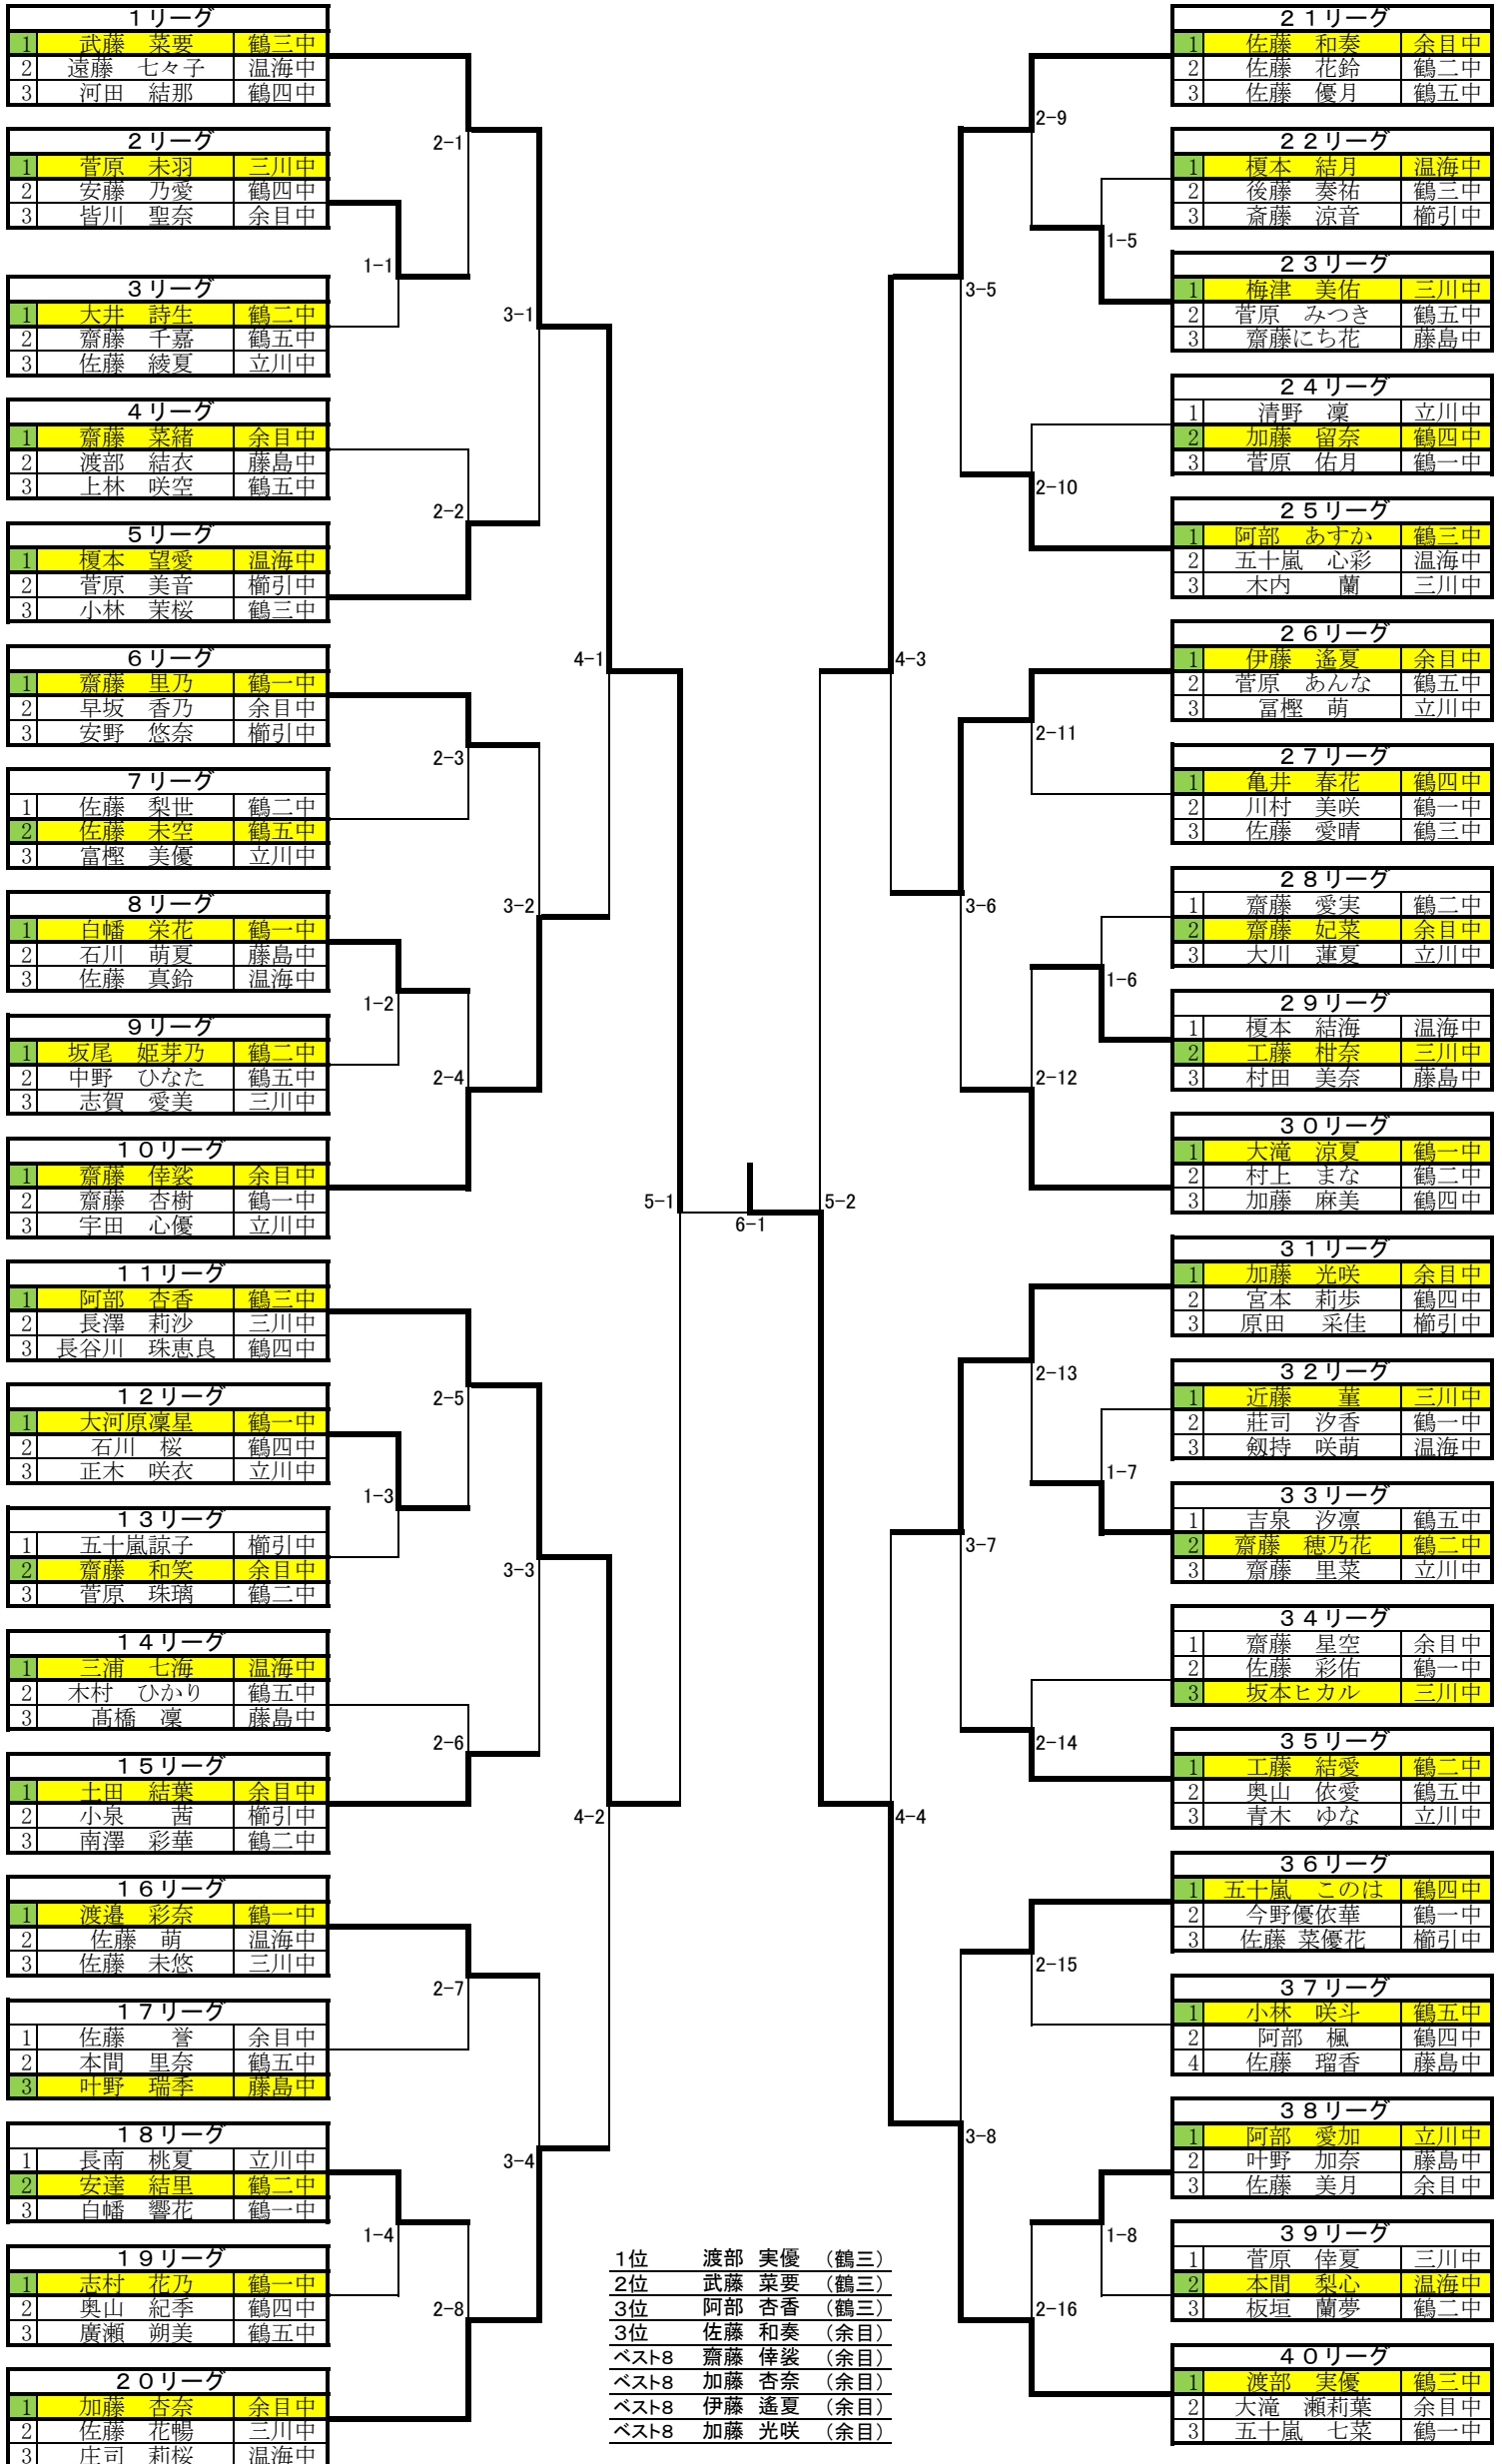 1リーグ
1 武藤 菜要 鶴三中
2 遠藤 七々子 温海中
3 河田 結那 鶴四中
2リーグ
1 菅原 未羽 三川中
2 安藤 乃愛 鶴四中
3 皆川 聖奈 余目中
3リーグ
1 大井 詩生 鶴二中
2 齋藤 千嘉 鶴五中
3 佐藤 綾夏 立川中
4リーグ
1 齋藤 菜緒 余目中
2 渡部 結衣 藤島中
3 上林 咲空 鶴五中
5リーグ
1 榎本 望愛 温海中
2 菅原 美音 櫛引中
3 小林 茉桜 鶴三中
6リーグ
1 齋藤 里乃 鶴一中
2 早坂 香乃 余目中
3 安野 悠奈 櫛引中
7リーグ
1 佐藤 梨世 鶴二中
2 佐藤 未空 鶴五中
3 富樫 美優 立川中
8リーグ
1 白幡 栄花 鶴一中
2 石川 萌夏 藤島中
3 佐藤 真鈴 温海中
9リーグ
1 坂尾 姫芽乃 鶴二中
2 中野 ひなた 鶴五中
3 志賀 愛美 三川中
10リーグ
1 齋藤 倖裟 余目中
2 齋藤 杏樹 鶴一中
3 宇田 心優 立川中
11リーグ
1 阿部 杏香 鶴三中
2 長澤 莉沙 三川中
3 長谷川 珠恵良 鶴四中
12リーグ
1 大河原凜星 鶴一中
2 石川 桜 鶴四中
3 正木 咲衣 立川中
13リーグ
1 五十嵐諒子 櫛引中
2 齋藤 和笑 余目中
3 菅原 珠璃 鶴二中
14リーグ
1 三浦 七海 温海中
2 木村 ひかり 鶴五中
3 髙橋 凜 藤島中
15リーグ
1 土田 結葉 余目中
2 小泉 茜 櫛引中
3 南澤 彩華 鶴二中
16リーグ
1 渡邉 彩奈 鶴一中
2 佐藤 萌 温海中
3 佐藤 未悠 三川中
17リーグ
1 佐藤 誉 余目中
2 本間 里奈 鶴五中
3 叶野 瑞季 藤島中
18リーグ
1 長南 桃夏 立川中
2 安達 結里 鶴二中
3 白幡 響花 鶴一中
19リーグ
1 志村 花乃 鶴一中
2 奥山 紀季 鶴四中
3 廣瀬 朔美 鶴五中
20リーグ
1 加藤 杏奈 余目中
2 佐藤 花暢 三川中
3 庄司 莉桜 温海中
1-1
1-2
1-3
1-4
2-1
2-2
2-3
2-4
2-5
2-6
2-7
2-8
3-1
3-2
3-3
3-4
4-1
4-2
5-1
6-1
5-2
4-3
4-4
3-5
3-6
3-7
3-8
2-9
2-10
2-11
2-12
2-13
2-14
2-15
2-16
1-5
1-6
1-7
1-8
21リーグ
1 佐藤 和奏 余目中
2 佐藤 花鈴 鶴二中
3 佐藤 優月 鶴五中
22リーグ
1 榎本 結月 温海中
2 後藤 奏祐 鶴三中
3 斎藤 涼音 櫛引中
23リーグ
1 梅津 美佑 三川中
2 菅原 みつき 鶴五中
3 齋藤にち花 藤島中
24リーグ
1 清野 凜 立川中
2 加藤 留奈 鶴四中
3 菅原 佑月 鶴一中
25リーグ
1 阿部 あすか 鶴三中
2 五十嵐 心彩 温海中
3 木内 蘭 三川中
26リーグ
1 伊藤 遙夏 余目中
2 菅原 あんな 鶴五中
3 冨樫 萌 立川中
27リーグ
1 亀井 春花 鶴四中
2 川村 美咲 鶴一中
3 佐藤 愛晴 鶴三中
28リーグ
1 齋藤 愛実 鶴二中
2 齋藤 妃菜 余目中
3 大川 蓮夏 立川中
29リーグ
1 榎本 結海 温海中
2 工藤 柑奈 三川中
3 村田 美奈 藤島中
30リーグ
1 大滝 涼夏 鶴一中
2 村上 まな 鶴二中
3 加藤 麻美 鶴四中
31リーグ
1 加藤 光咲 余目中
2 宮本 莉歩 鶴四中
3 原田 采佳 櫛引中
32リーグ
1 近藤 菫 三川中
2 莊司 汐香 鶴一中
3 剱持 咲萌 温海中
33リーグ
1 吉泉 汐凛 鶴五中
2 齋藤 穂乃花 鶴二中
3 齋藤 里菜 立川中
34リーグ
1 齋藤 星空 余目中
2 佐藤 彩佑 鶴一中
3 坂本ヒカル 三川中
35リーグ
1 工藤 結愛 鶴二中
2 奥山 依愛 鶴五中
3 青木 ゆな 立川中
36リーグ
1 五十嵐 このは 鶴四中
2 今野優依華 鶴一中
3 佐藤 菜優花 櫛引中
37リーグ
1 小林 咲斗 鶴五中
2 阿部 楓 鶴四中
4 佐藤 瑠香 藤島中
38リーグ
1 阿部 愛加 立川中
2 叶野 加奈 藤島中
3 佐藤 美月 余目中
39リーグ
1 菅原 倖夏 三川中
2 本間 梨心 温海中
3 板垣 蘭夢 鶴二中
40リーグ
1 渡部 実優 鶴三中
2 大滝 瀬莉葉 余目中
3 五十嵐 七菜 鶴一中
1位 渡部 実優 (鶴三)
2位 武藤 菜要 (鶴三)
3位 阿部 杏香 (鶴三)
3位 佐藤 和奏 (余目)
ベスト8 齋藤 倖裟 (余目)
ベスト8 加藤 杏奈 (余目)
ベスト8 伊藤 遙夏 (余目)
ベスト8 加藤 光咲 (余目)